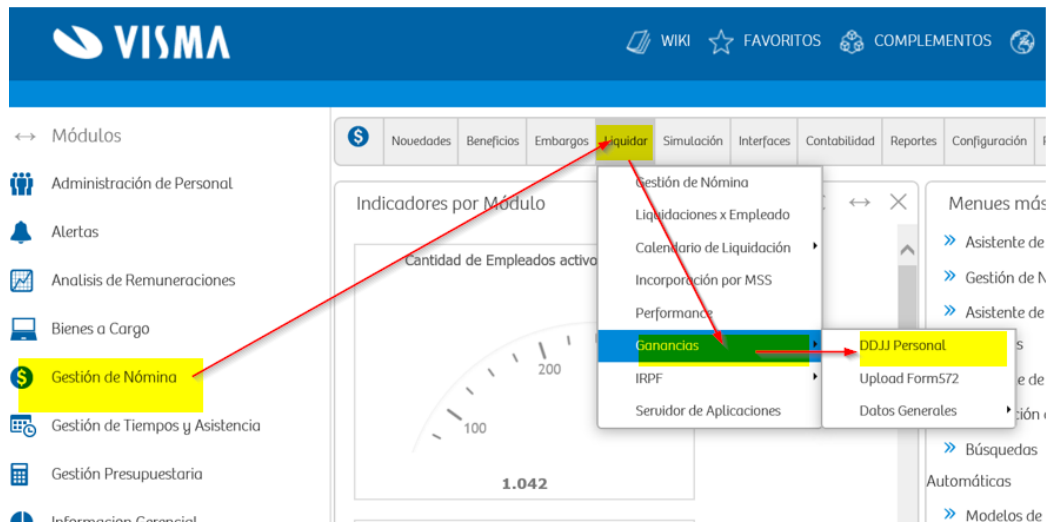 VISMA
WIKI
FAVORITOS
COMPLEMENTOS
Módulos
Administración de Personal
Alertas
Analisis de Remuneraciones
Bienes a Cargo
Gestión de Nómina
Gestión de Tiempos y Asistencia
Gestión Presupuestaria
Informacion Gerencial
Novedades
Beneficios
Embargos
Liquidar
Simulación
Interfaces
Contabilidad
Reportes
Configuración
Indicadores por Módulo
Cantidad de Empleados activo
100
200
1.042
Gestión de Nómina
Liquidaciones x Empleado
Calendario de Liquidación
Incorporación por MSS
Performance
Ganancias
IRPF
Servidor de Aplicaciones
DDJJ Personal
Upload Form572
Datos Generales
Menues más
» Asistente de
» Gestión de N
» Asistente de
s
e de
ión
» Búsquedas
Automáticas
» Modelos de